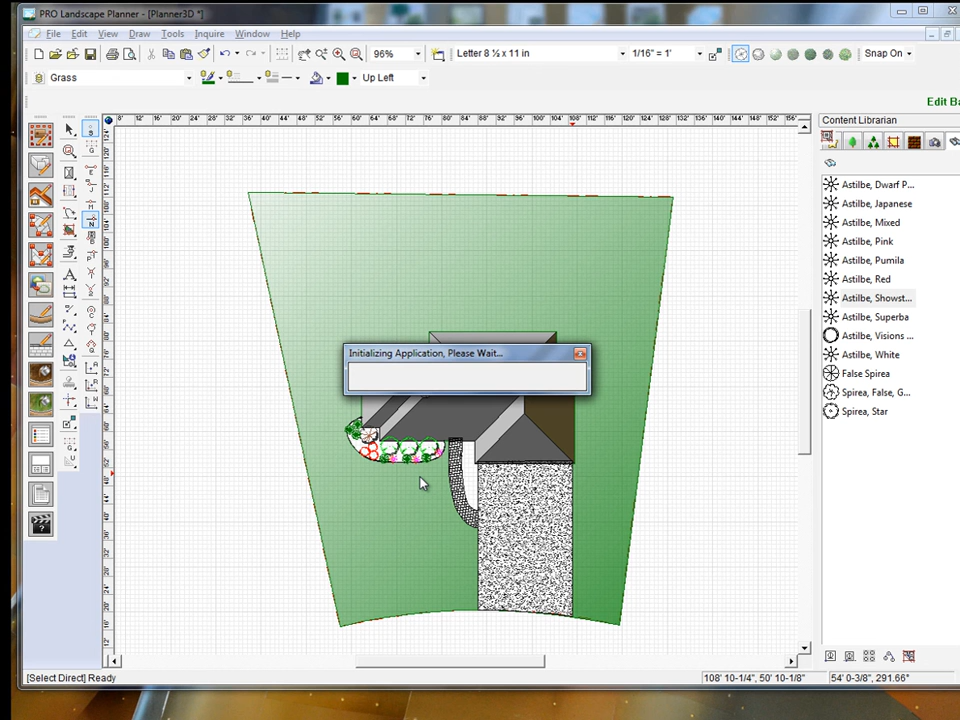 PRO Landscape Planner - [Planner3D *]
File Edit View Draw Tools Inquire Window Help
96% Letter 8 ½ x 11 in 1/16" = 1' Snap On
Grass Up Left
Edit Ba
Content Librarian
Astilbe, Dwarf P...
Astilbe, Japanese
Astilbe, Mixed
Astilbe, Pink
Astilbe, Pumila
Astilbe, Red
Astilbe, Showst...
Astilbe, Superba
Astilbe, Visions ...
Astilbe, White
False Spirea
Spirea, False, G...
Spirea, Star
Initializing Application, Please Wait...
[Select Direct] Ready
108' 10-1/4", 50' 10-1/8"
54' 0-3/8", 291.66°